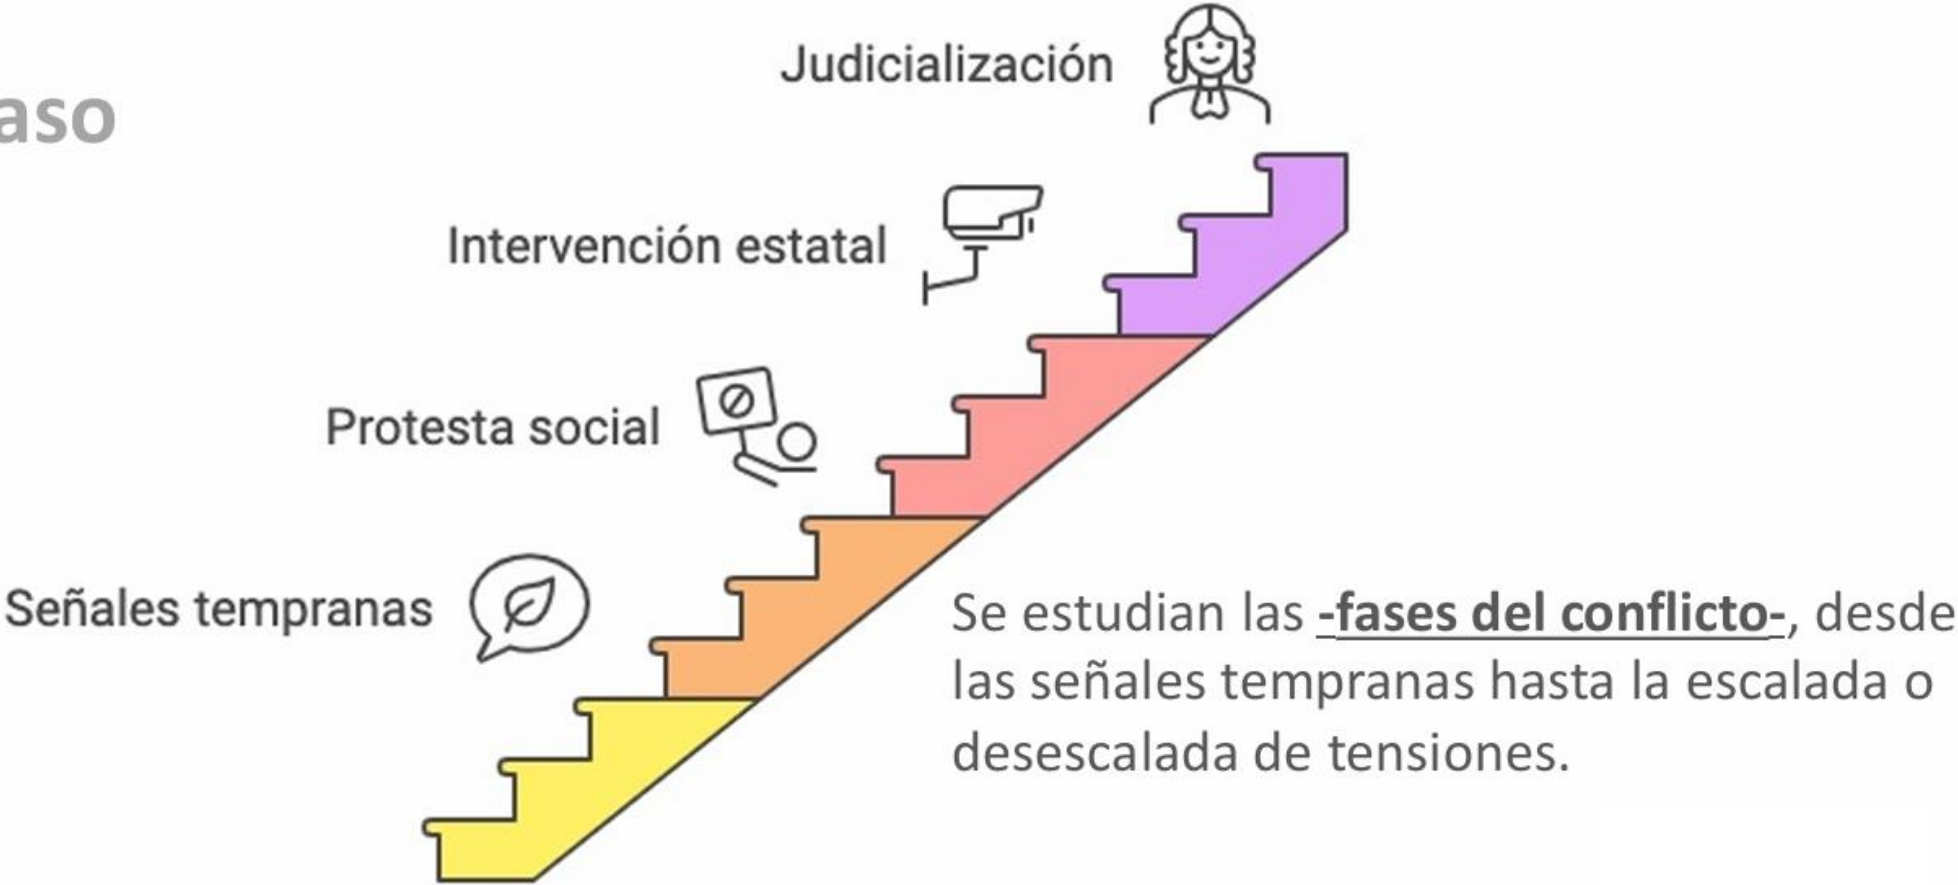 aso
Judicialización
Intervención estatal
Protesta social
Señales tempranas
Se estudian las -fases del conflicto-, desde
las señales tempranas hasta la escalada o
desescalada de tensiones.